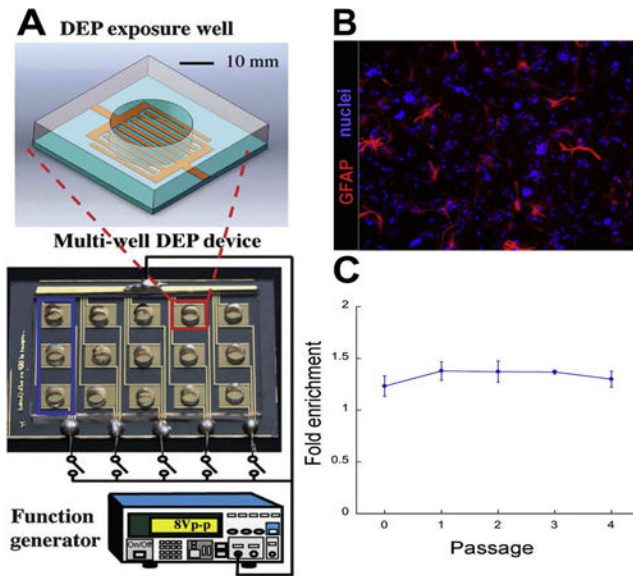 A
DEP exposure well
10 mm
Multi-well DEP device
Function
generator
8Vp-p
On/Off
B
GFAP nuclei
C
Fold enrichment
2
1.5
1
0.5
0
0 1 2 3 4
Passage